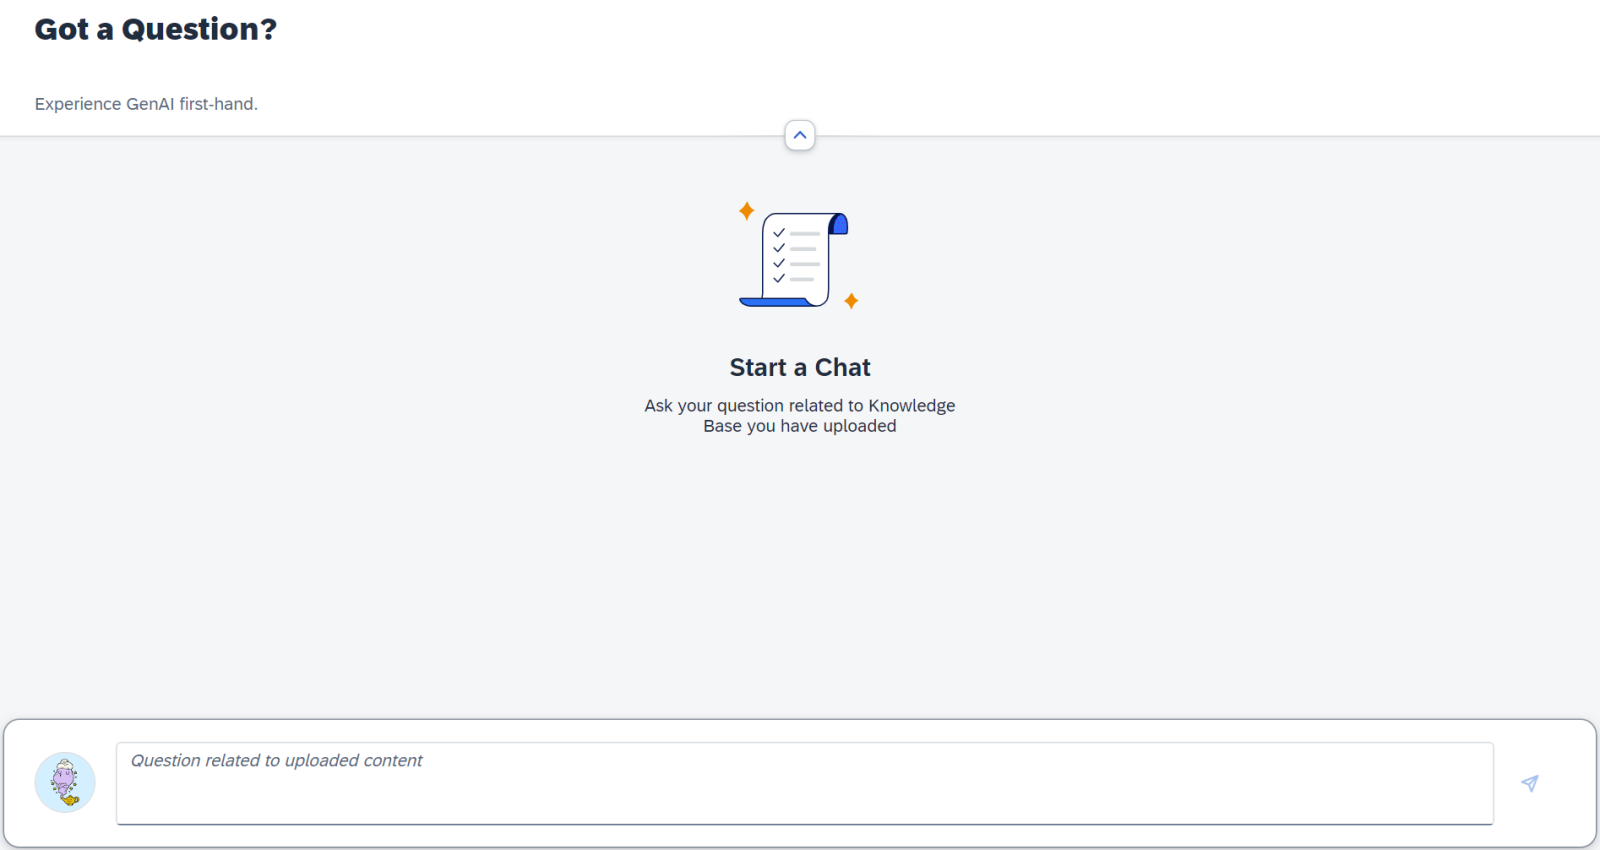 Got a Question?
Experience GenAI first-hand.
Start a Chat
Ask your question related to Knowledge
Base you have uploaded
Question related to uploaded content